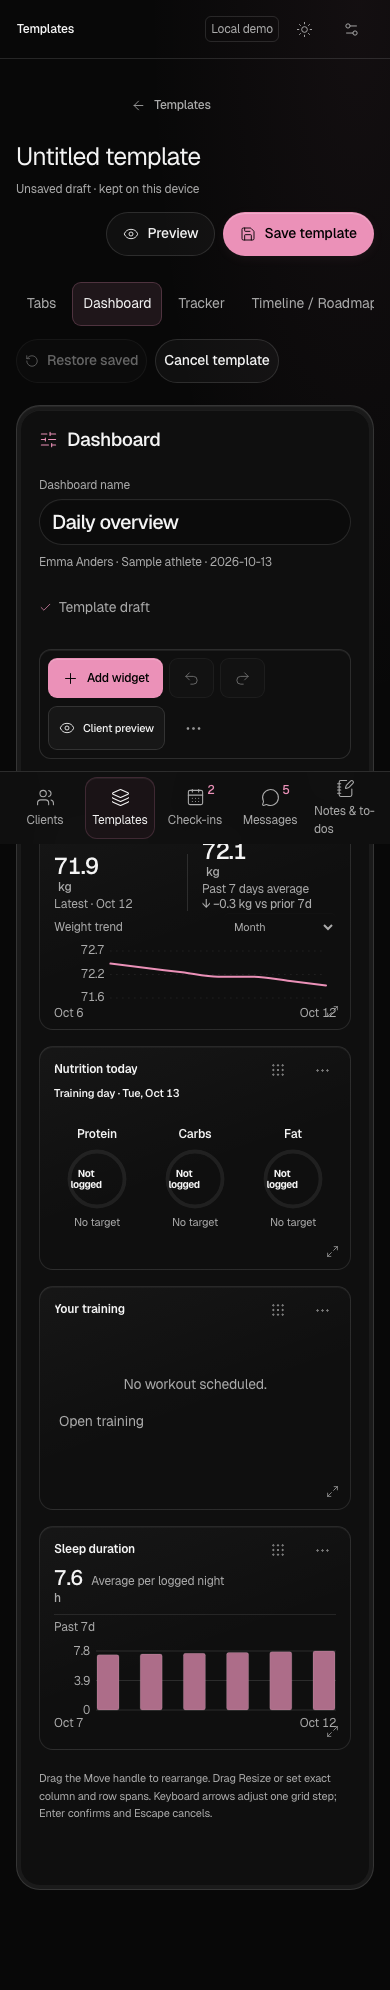 Templates
Local demo
Templates
Untitled template
Unsaved draft · kept on this device
Preview
Save template
Tabs
Dashboard
Tracker
Timeline / Roadmap
Restore saved
Cancel template
Dashboard
Dashboard name
Daily overview
Emma Anders · Sample athlete · 2026-10-13
Template draft
Add widget
Client preview
Clients
Templates
2
Check-ins
5
Messages
Notes & to-
dos
71.9
kg
Latest · Oct 12
72.1
kg
Past 7 days average
↓ −0.3 kg vs prior 7d
Weight trend
Month
72.7
72.2
71.6
Oct 6
Oct 12
Nutrition today
Training day · Tue, Oct 13
Protein
Carbs
Fat
Not
logged
Not
logged
Not
logged
No target
No target
No target
Your training
No workout scheduled.
Open training
Sleep duration
7.6 Average per logged night
h
Past 7d
7.8
3.9
0
Oct 7
Oct 12
Drag the Move handle to rearrange. Drag Resize or set exact
column and row spans. Keyboard arrows adjust one grid step;
Enter confirms and Escape cancels.